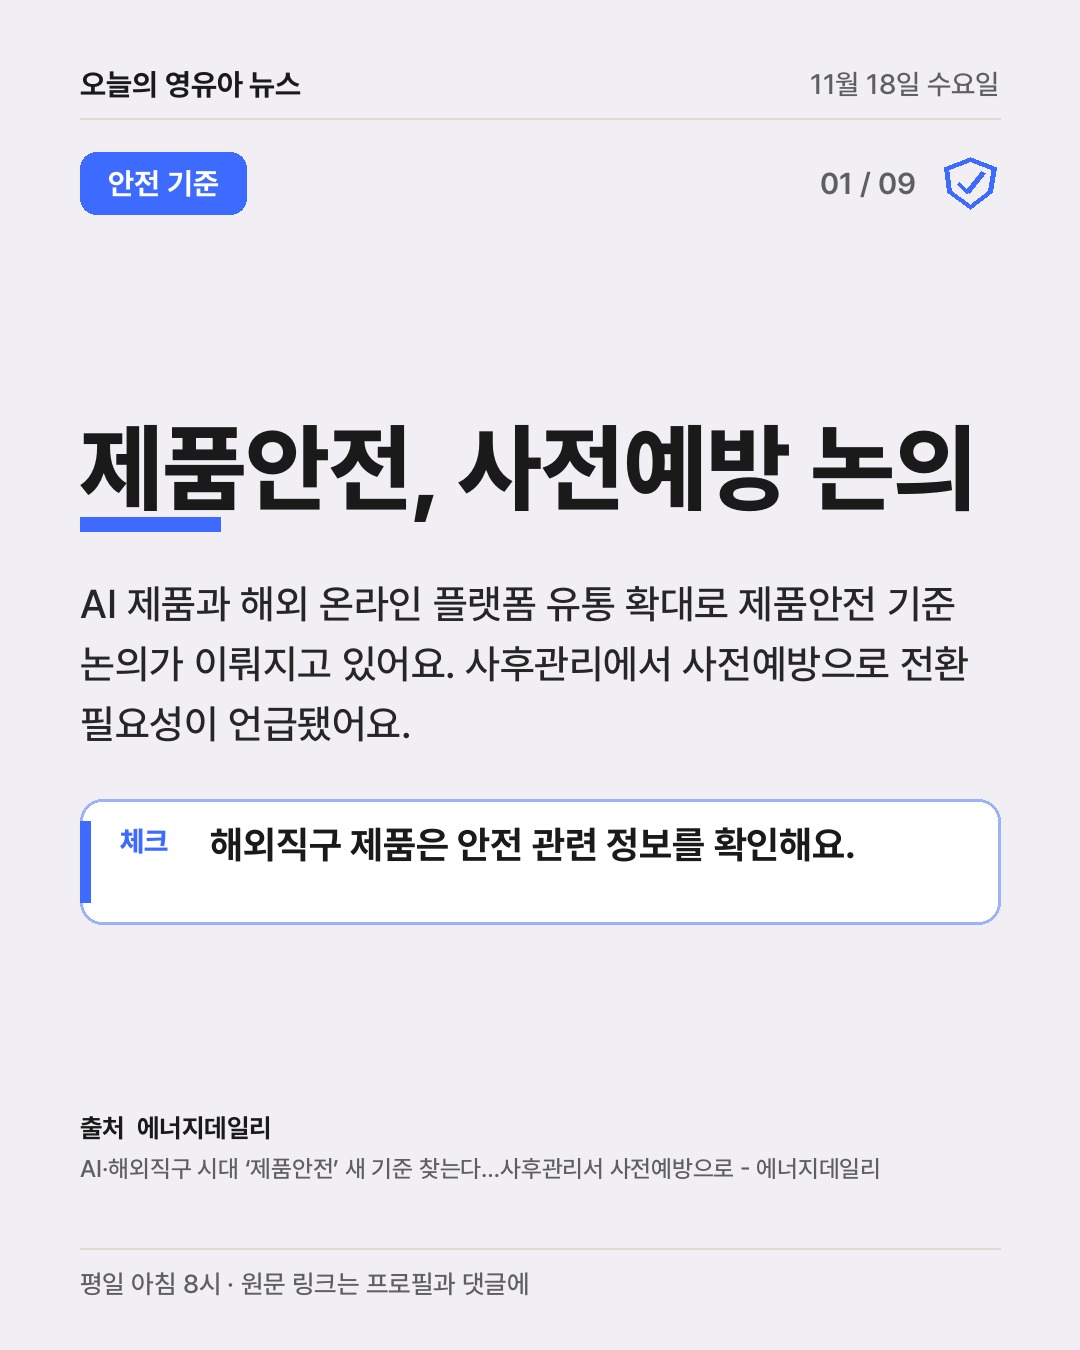 오늘의 영유아 뉴스
11월 18일 수요일
안전 기준
01 / 09
제품안전, 사전예방 논의
AI 제품과 해외 온라인 플랫폼 유통 확대로 제품안전 기준
논의가 이뤄지고 있어요. 사후관리에서 사전예방으로 전환
필요성이 언급됐어요.
체크 해외직구 제품은 안전 관련 정보를 확인해요.
출처 에너지데일리
AI·해외직구 시대 ‘제품안전’ 새 기준 찾는다...사후관리서 사전예방으로 - 에너지데일리
평일 아침 8시 · 원문 링크는 프로필과 댓글에